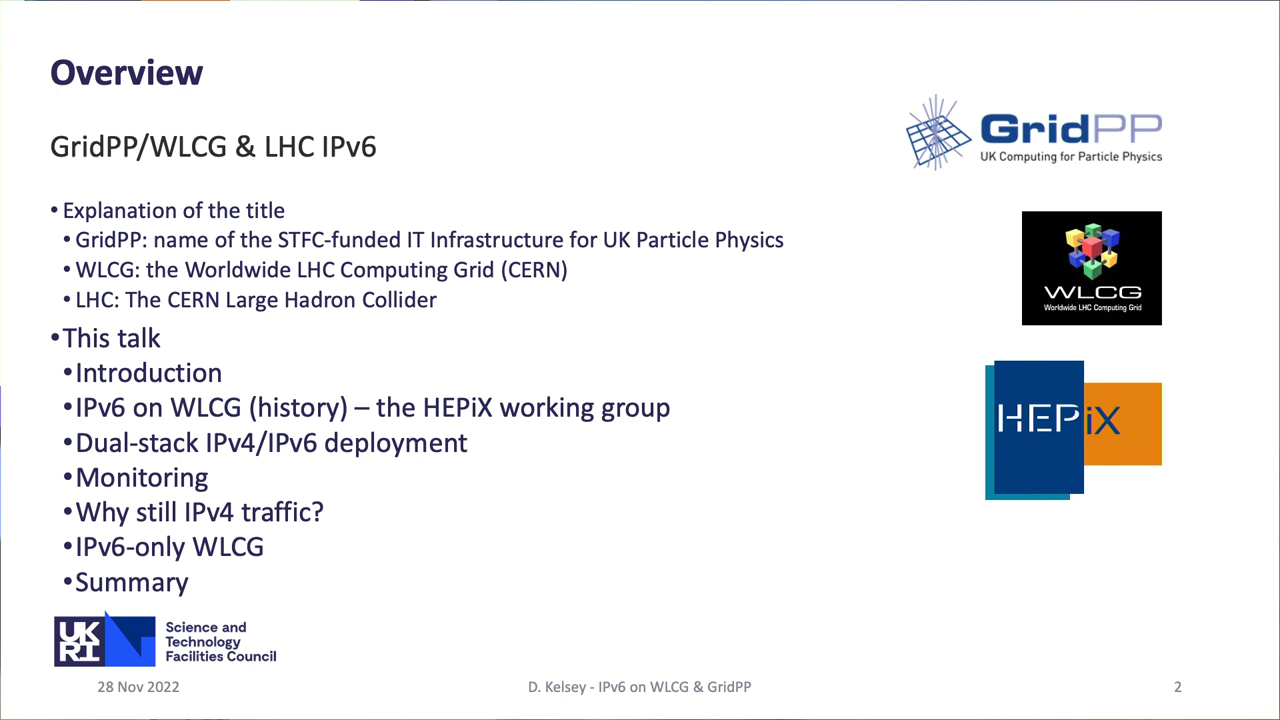 Overview
GridPP/WLCG & LHC IPv6
• Explanation of the title
• GridPP: name of the STFC-funded IT Infrastructure for UK Particle Physics
• WLCG: the Worldwide LHC Computing Grid (CERN)
• LHC: The CERN Large Hadron Collider
• This talk
• Introduction
• IPv6 on WLCG (history) – the HEPiX working group
• Dual-stack IPv4/IPv6 deployment
• Monitoring
• Why still IPv4 traffic?
• IPv6-only WLCG
• Summary
GridPP
UK Computing for Particle Physics
WLCG
Worldwide LHC Computing Grid
HEPiX
UKRI
Science and
Technology
Facilities Council
28 Nov 2022
D. Kelsey - IPv6 on WLCG & GridPP
2